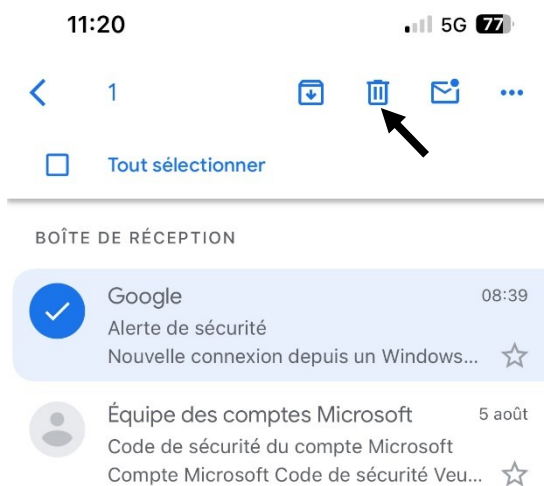 11:20 5G 77
1
Tout sélectionner
BOÎTE DE RÉCEPTION
Google 08:39
Alerte de sécurité
Nouvelle connexion depuis un Windows...
Équipe des comptes Microsoft 5 août
Code de sécurité du compte Microsoft
Compte Microsoft Code de sécurité Veu...